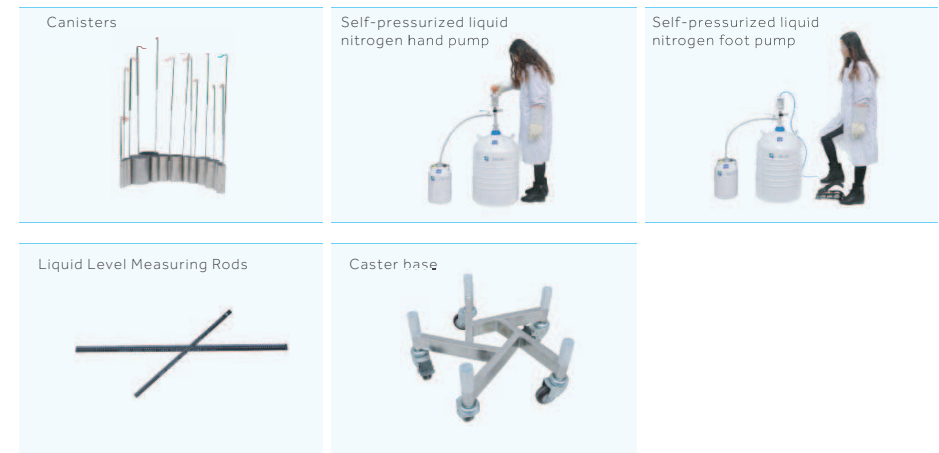 Canisters
Self-pressurized liquid
nitrogen hand pump
Self-pressurized liquid
nitrogen foot pump
Liquid Level Measuring Rods
Caster base